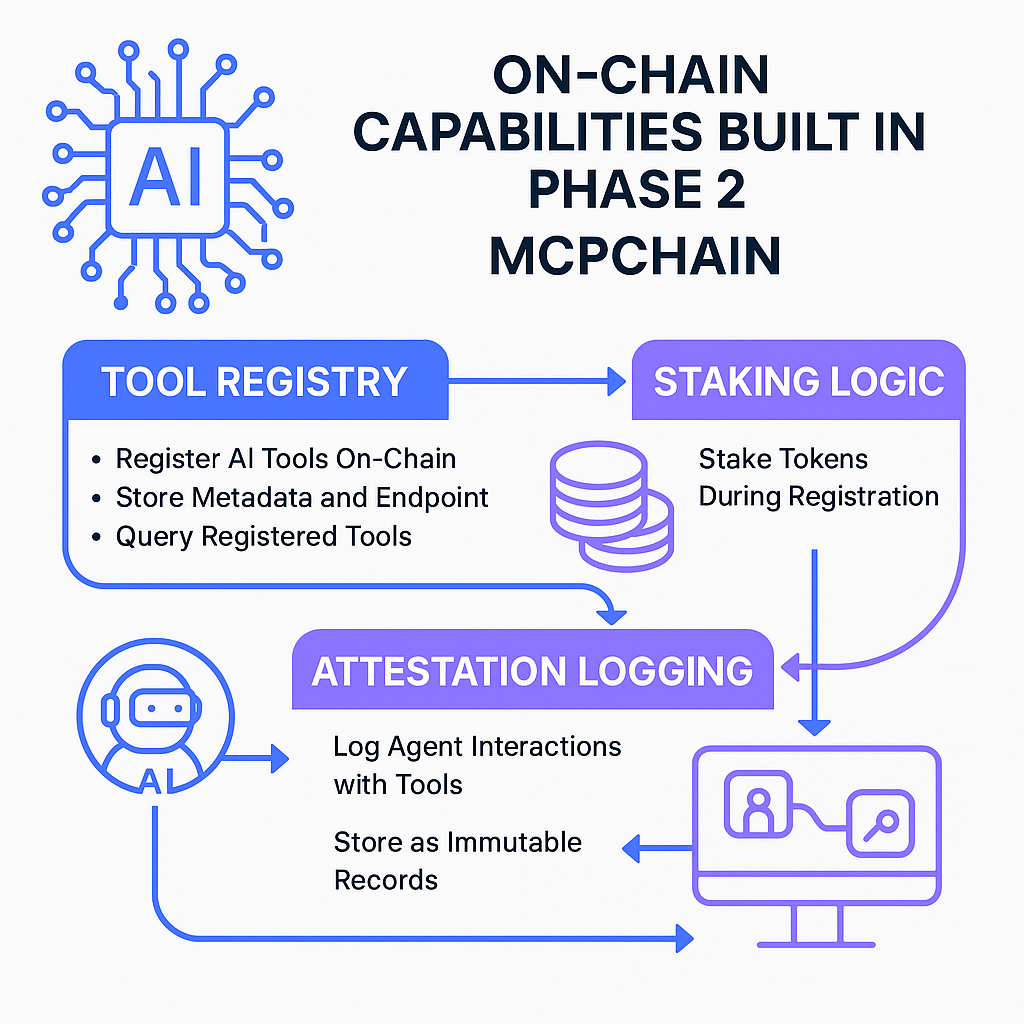 AI
ON-CHAIN
CAPABILITIES BUILT IN
PHASE 2
MCPCHAIN
TOOL REGISTRY
• Register AI Tools On-Chain
• Store Metadata and Endpoint
• Query Registered Tools
STAKING LOGIC
Stake Tokens
During Registration
ATTESTATION LOGGING
Log Agent Interactions
with Tools
Store as Immutable
Records
AI